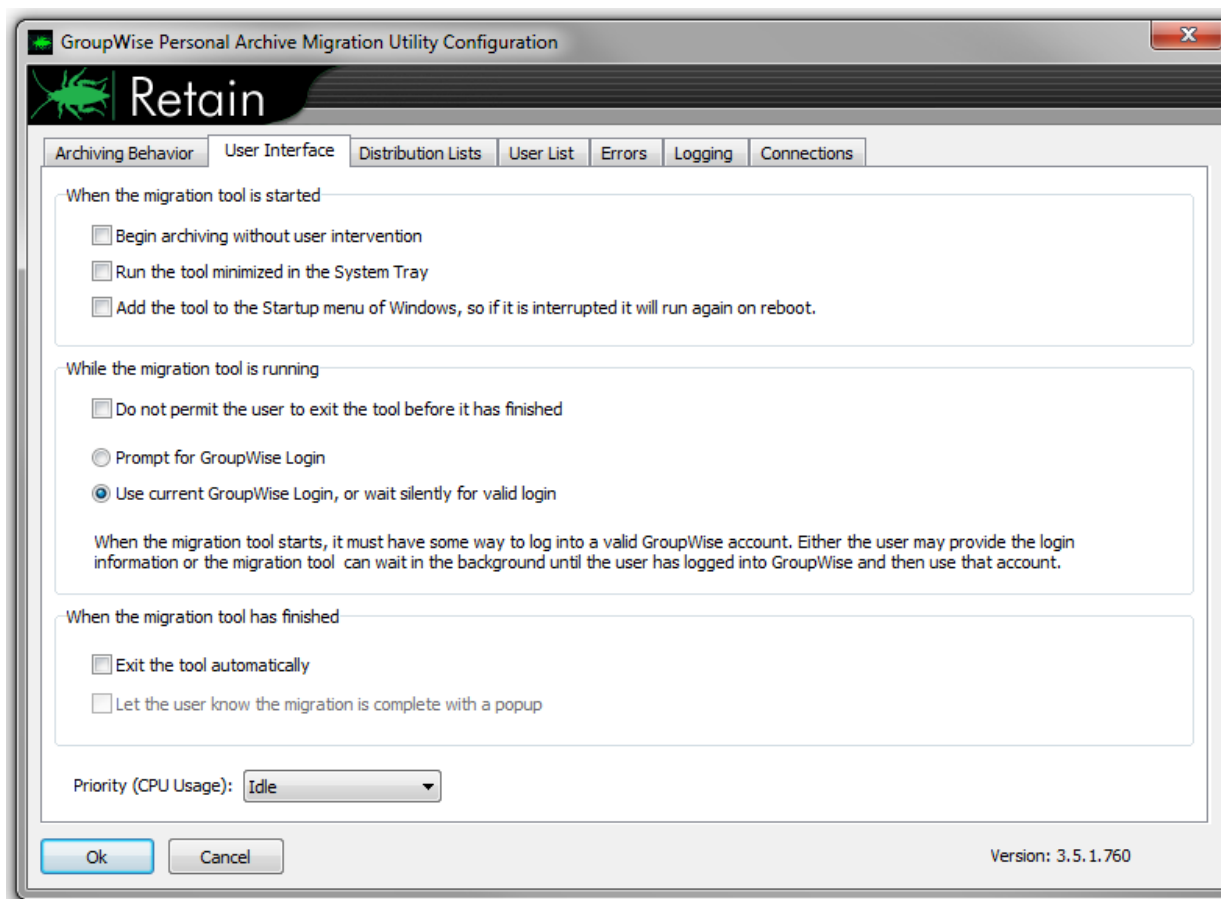 GroupWise Personal Archive Migration Utility Configuration
Retain
Archiving Behavior User Interface Distribution Lists User List Errors Logging Connections
When the migration tool is started
Begin archiving without user intervention
Run the tool minimized in the System Tray
Add the tool to the Startup menu of Windows, so if it is interrupted it will run again on reboot.
While the migration tool is running
Do not permit the user to exit the tool before it has finished
Prompt for GroupWise Login
Use current GroupWise Login, or wait silently for valid login
When the migration tool starts, it must have some way to log into a valid GroupWise account. Either the user may provide the login
information or the migration tool can wait in the background until the user has logged into GroupWise and then use that account.
When the migration tool has finished
Exit the tool automatically
Let the user know the migration is complete with a popup
Priority (CPU Usage): Idle
Ok Cancel Version: 3.5.1.760